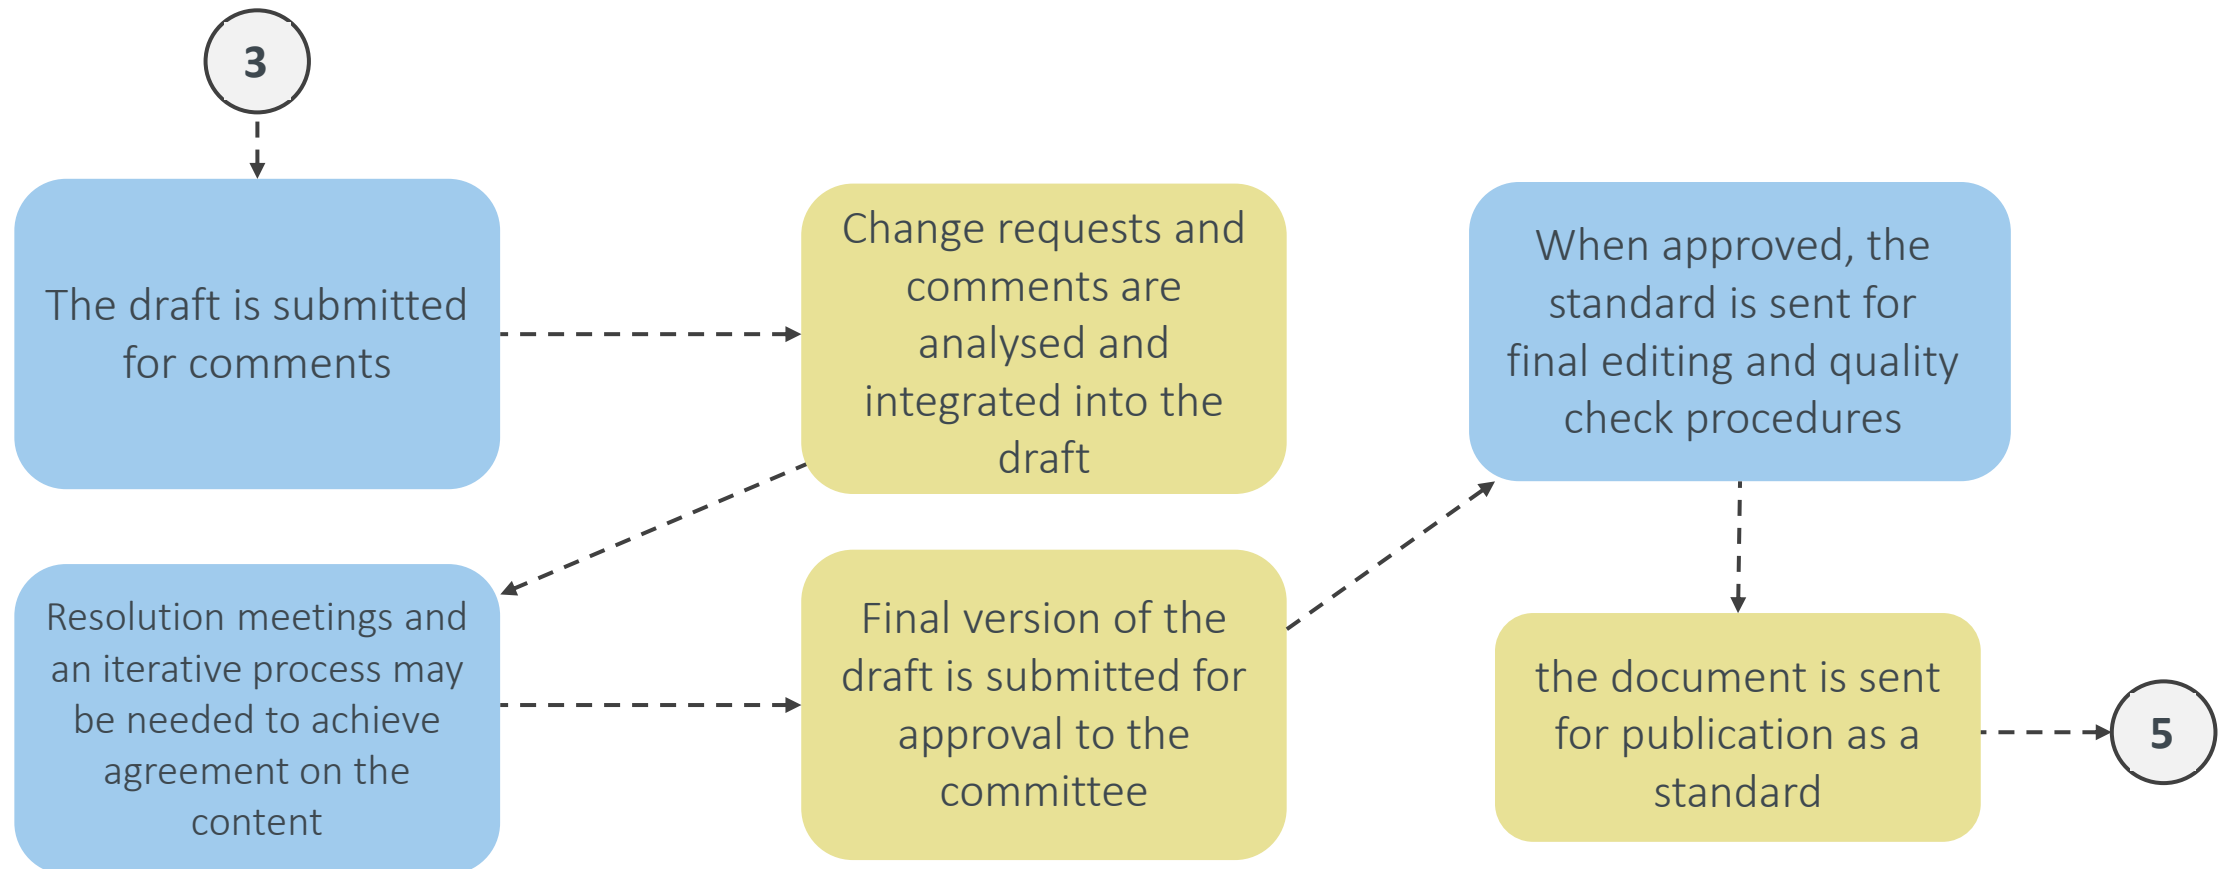 3
The draft is submitted
for comments
Change requests and
comments are
analysed and
integrated into the
draft
Resolution meetings and
an iterative process may
be needed to achieve
agreement on the
content
Final version of the
draft is submitted for
approval to the
committee
When approved, the
standard is sent for
final editing and quality
check procedures
the document is sent
for publication as a
standard
5